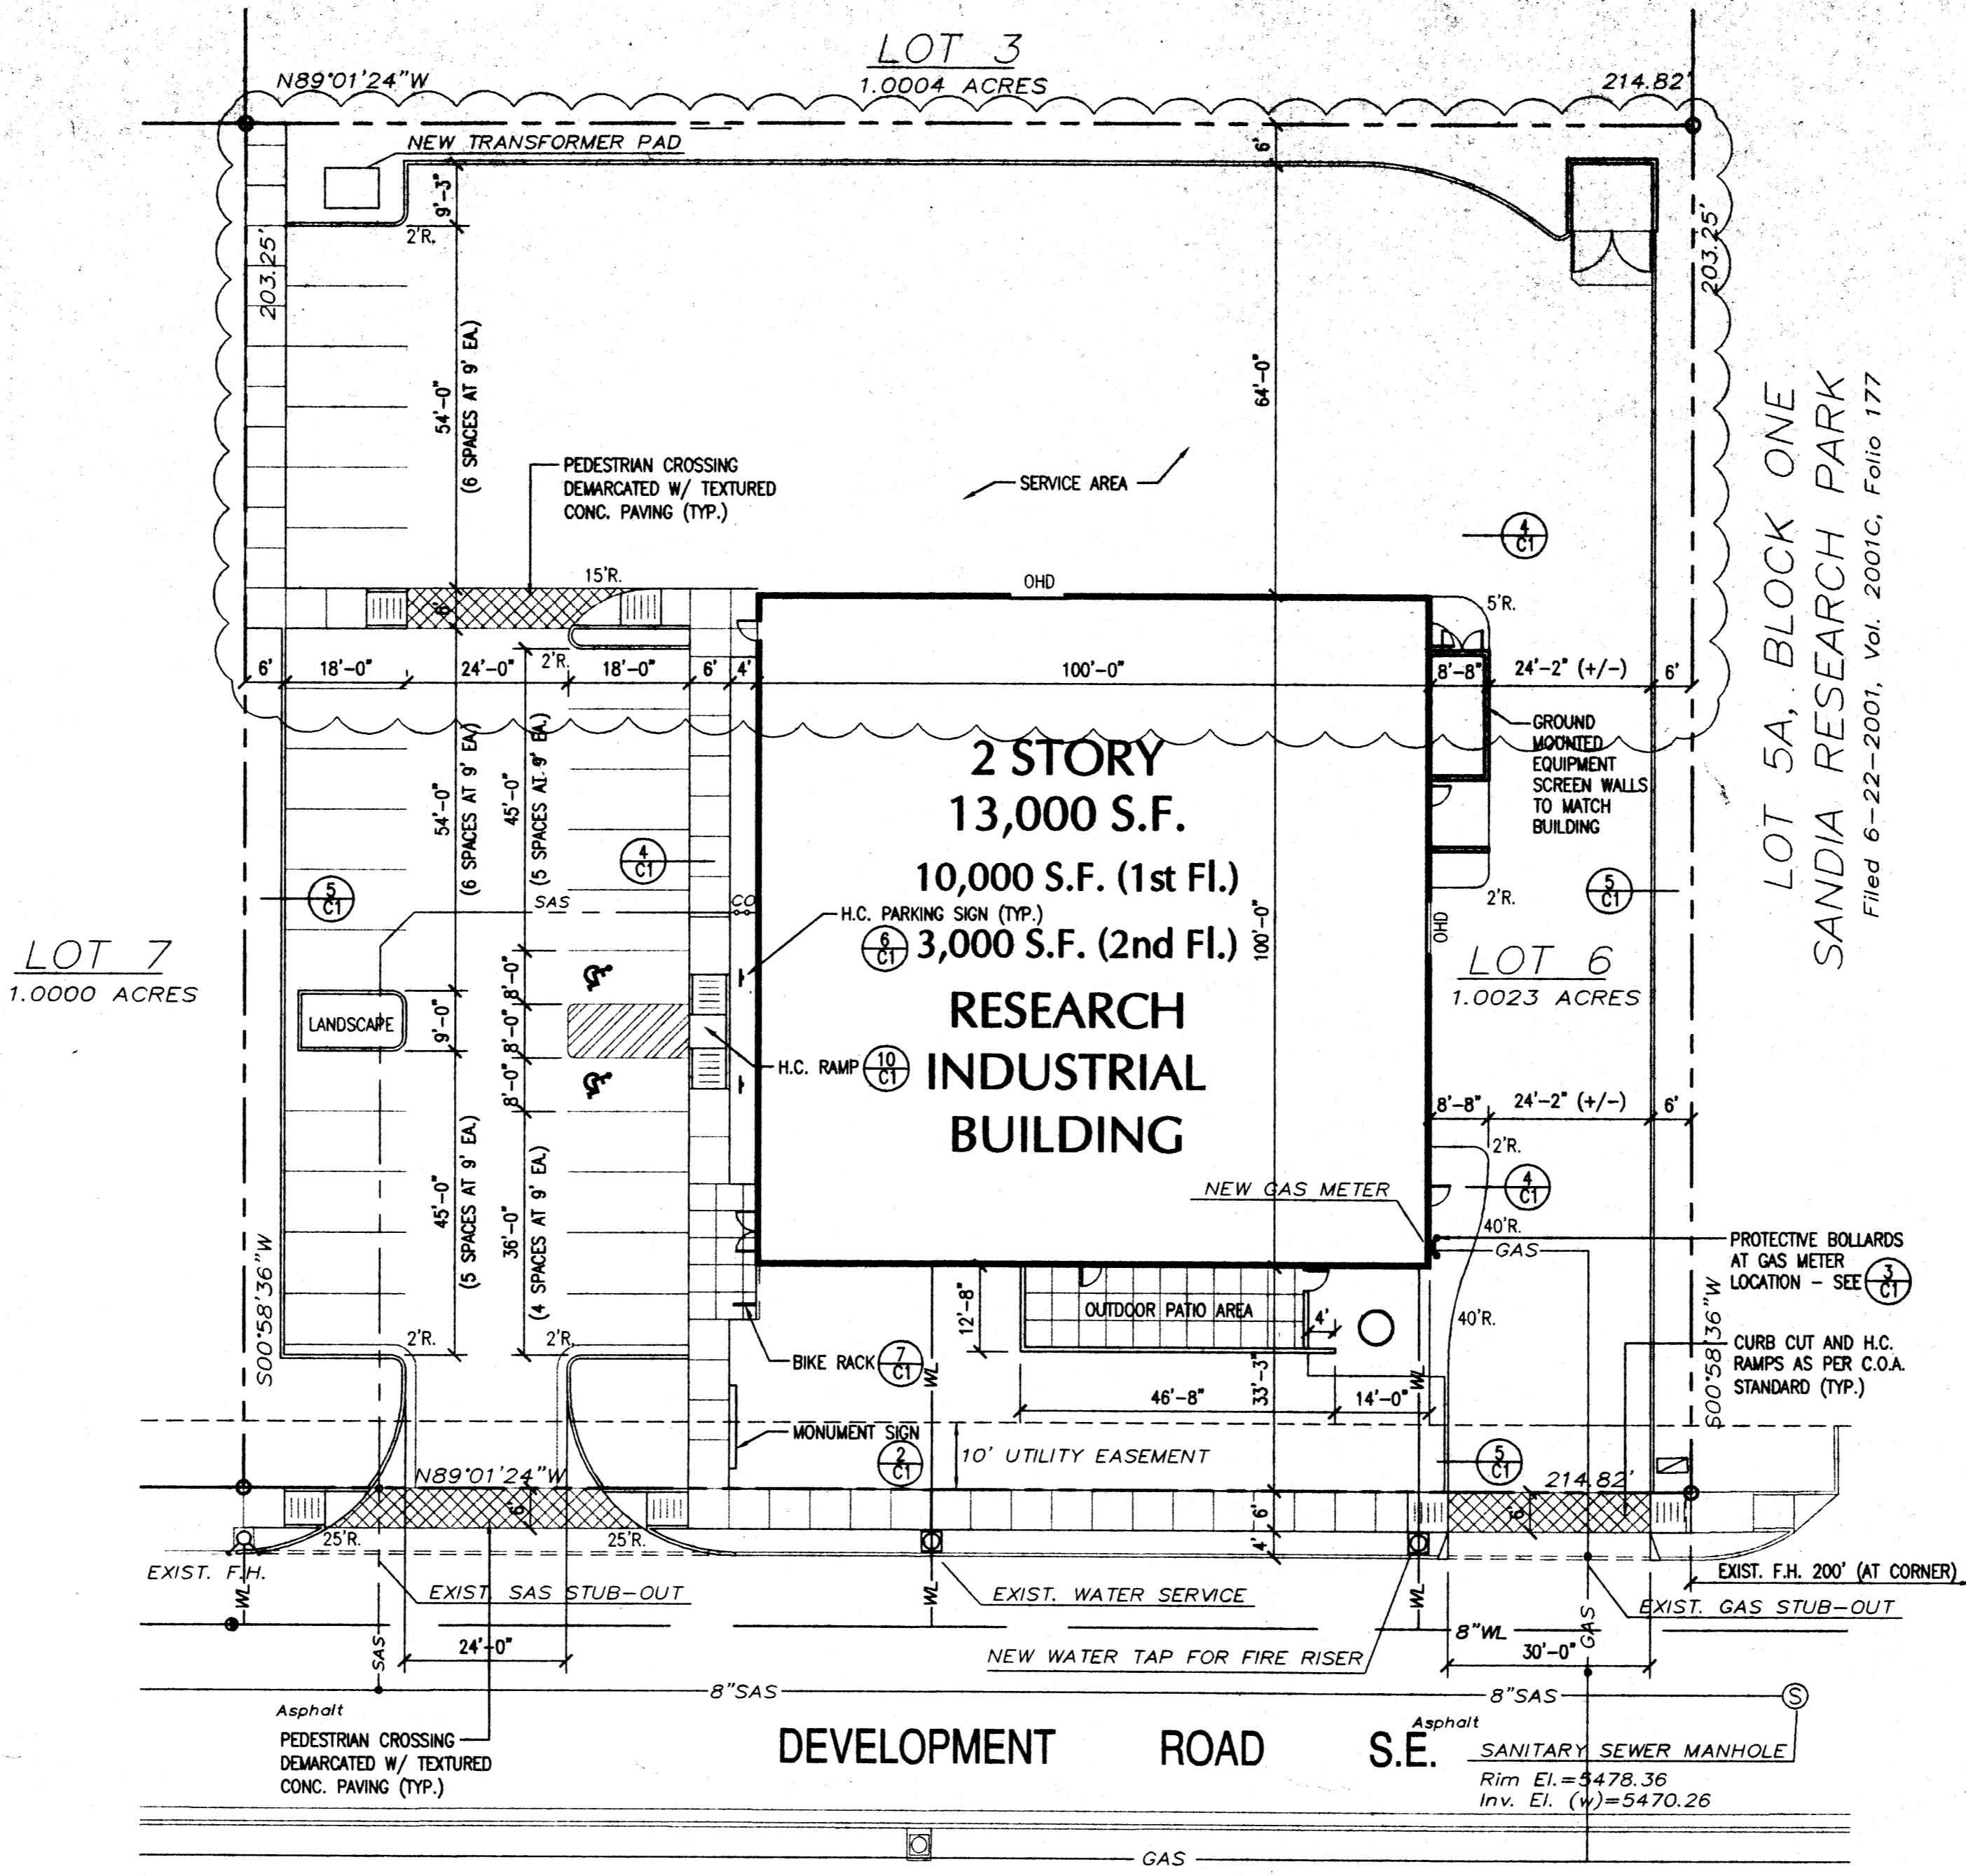 LOT 3
1.0004 ACRES
N89°01'24"W
214.82'
NEW TRANSFORMER PAD
6'
9'-3"
2'R.
203.25'
203.25'
54'-0"
(6 SPACES AT 9' EA.)
64'-0"
PEDESTRIAN CROSSING
DEMARCATED W/ TEXTURED
CONC. PAVING (TYP.)
SERVICE AREA
4
C1
LOT 5A, BLOCK ONE
SANDIA RESEARCH PARK
Filed 6-22-2001, Vol. 2001C, Folio 177
15'R.
OHD
6'
5'R.
6'
18'-0"
24'-0"
2'R.
18'-0"
6'
4'
100'-0"
8'-8"
24'-2" (+/-)
6'
GROUND
MOUNTED
EQUIPMENT
SCREEN WALLS
TO MATCH
BUILDING
54'-0"
(6 SPACES AT 9' EA.)
45'-0"
(5 SPACES AT 9' EA.)
2 STORY
13,000 S.F.
10,000 S.F. (1st Fl.)
3,000 S.F. (2nd Fl.)
RESEARCH
INDUSTRIAL
BUILDING
4
C1
5
C1
5
C1
SAS
CO
H.C. PARKING SIGN (TYP.)
6
C1
100'-0"
2'R.
OHD
LOT 7
1.0000 ACRES
LOT 6
1.0023 ACRES
LANDSCAPE
9'-0"
8'-0"
8'-0"
8'-0"
H.C. RAMP
10
C1
8'-8"
24'-2" (+/-)
6'
2'R.
4
C1
45'-0"
(5 SPACES AT 9' EA.)
36'-0"
(4 SPACES AT 9' EA.)
NEW GAS METER
40'R.
GAS
PROTECTIVE BOLLARDS
AT GAS METER
LOCATION - SEE
3
C1
S00°58'36"W
S00°58'36"W
OUTDOOR PATIO AREA
12'-8"
4'
40'R.
2'R.
2'R.
BIKE RACK
7
C1
WL
WL
33'-3"
46'-8"
14'-0"
CURB CUT AND H.C.
RAMPS AS PER C.O.A.
STANDARD (TYP.)
MONUMENT SIGN
2
C1
10' UTILITY EASEMENT
5
C1
N89°01'24"W
214.82'
6'
6'
6'
4'
25'R.
25'R.
EXIST. F.H.
WL
EXIST. SAS STUB-OUT
WL
EXIST. WATER SERVICE
WL
EXIST. F.H. 200' (AT CORNER)
EXIST. GAS STUB-OUT
8"WL
GAS
24'-0"
SAS
NEW WATER TAP FOR FIRE RISER
30'-0"
8"SAS
8"SAS
S
Asphalt
Asphalt
PEDESTRIAN CROSSING
DEMARCATED W/ TEXTURED
CONC. PAVING (TYP.)
DEVELOPMENT ROAD S.E.
SANITARY SEWER MANHOLE
Rim El.=5478.36
Inv. El. (w)=5470.26
GAS